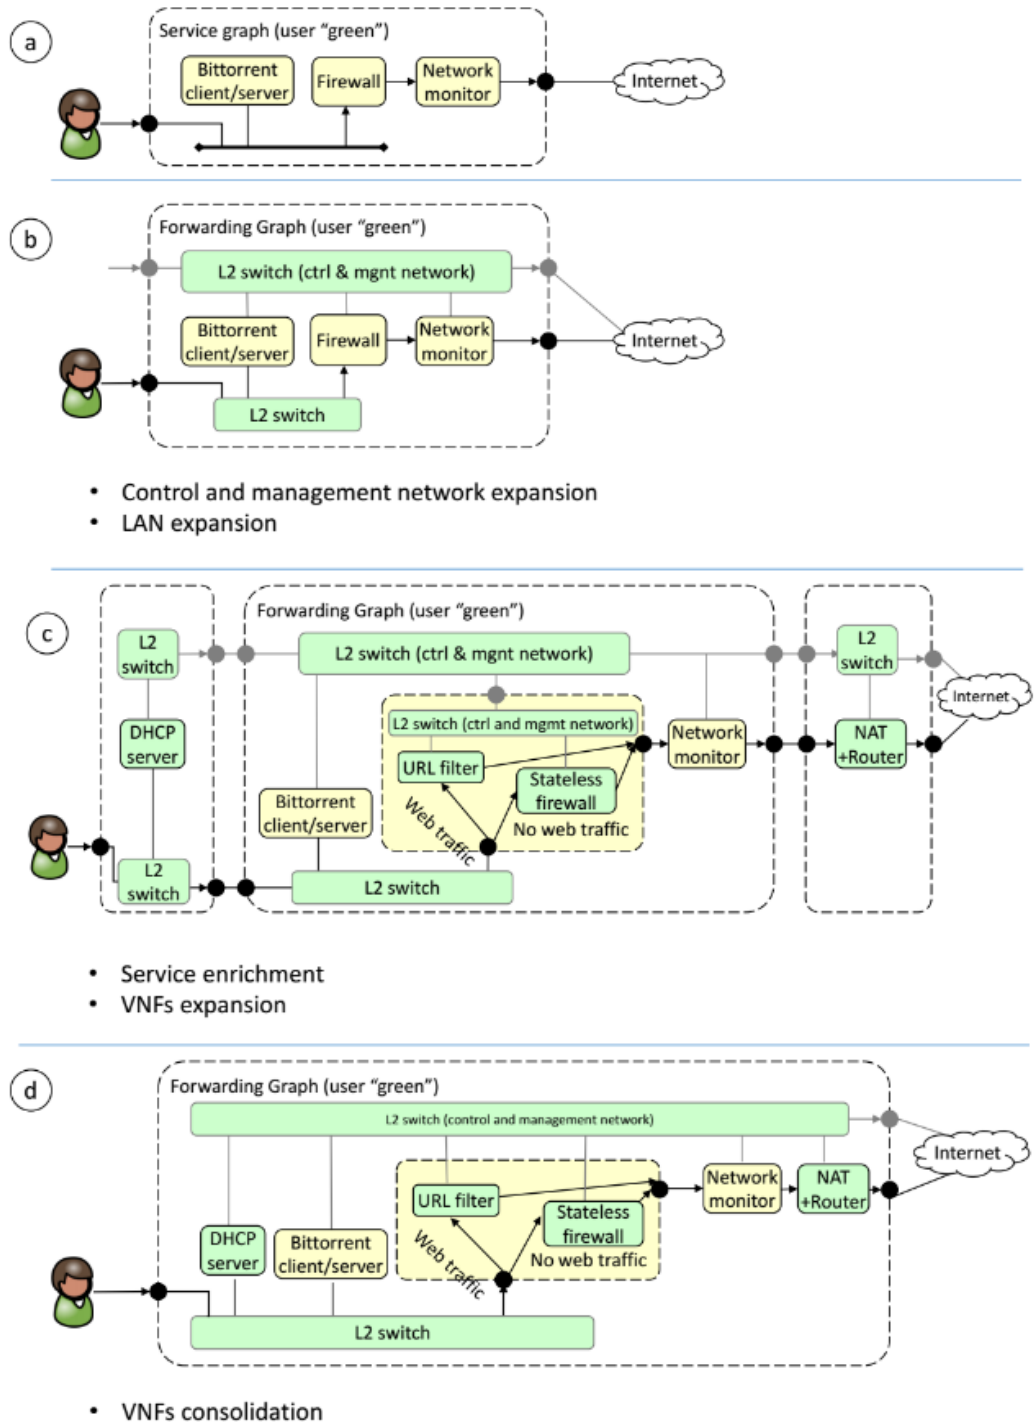 a
Service graph (user “green”)
Bittorrent
client/server
Firewall
Network
monitor
Internet
b
Forwarding Graph (user “green”)
L2 switch (ctrl & mgnt network)
Bittorrent
client/server
Firewall
Network
monitor
Internet
L2 switch
• Control and management network expansion
• LAN expansion
c
Forwarding Graph (user “green”)
L2
switch
L2 switch (ctrl & mgnt network)
L2
switch
Internet
L2 switch (ctrl and mgmt network)
DHCP
server
URL filter
Stateless
firewall
Network
monitor
NAT
+Router
Bittorrent
client/server
Web traffic
No web traffic
L2
switch
L2 switch
• Service enrichment
• VNFs expansion
d
Forwarding Graph (user “green”)
L2 switch (control and management network)
Internet
URL filter
Stateless
firewall
Network
monitor
NAT
+Router
DHCP
server
Bittorrent
client/server
Web traffic
No web traffic
L2 switch
• VNFs consolidation